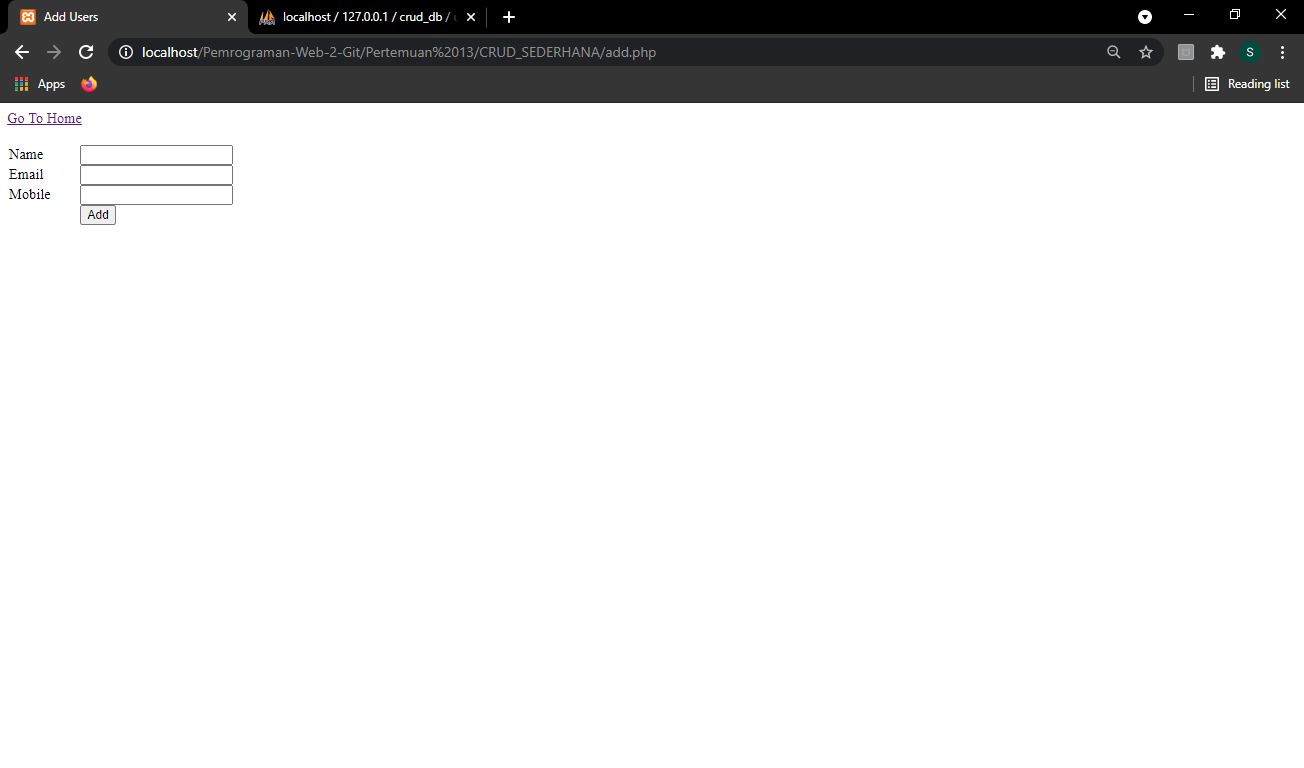 Add Users
localhost / 127.0.0.1 / crud_db /
localhost/Pemrograman-Web-2-Git/Pertemuan%2013/CRUD_SEDERHANA/add.php
S
Apps
Reading list
Go To Home
Name
Email
Mobile
Add